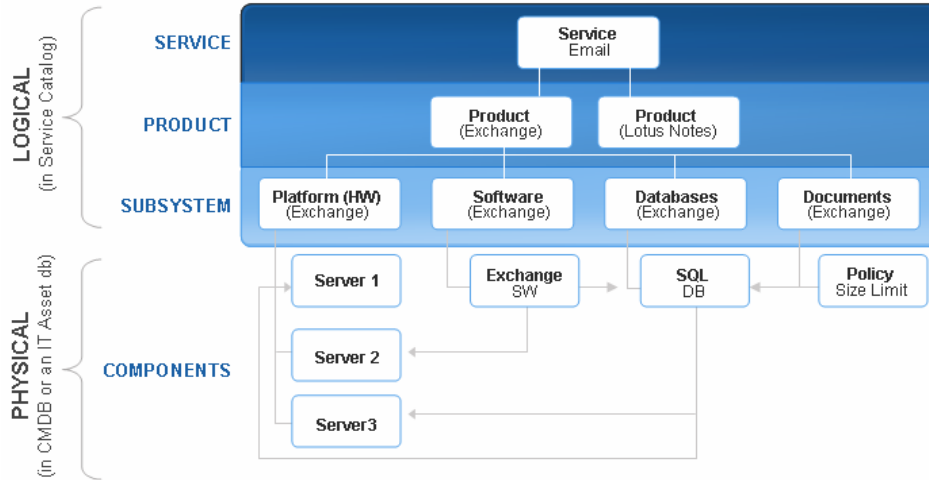 LOGICAL
(in Service Catalog)
SERVICE
Service
Email
PRODUCT
Product
(Exchange)
Product
(Lotus Notes)
SUBSYSTEM
Platform (HW)
(Exchange)
Software
(Exchange)
Databases
(Exchange)
Documents
(Exchange)
PHYSICAL
(in CMDB or an IT Asset db)
COMPONENTS
Server 1
Exchange
SW
SQL
DB
Policy
Size Limit
Server 2
Server3